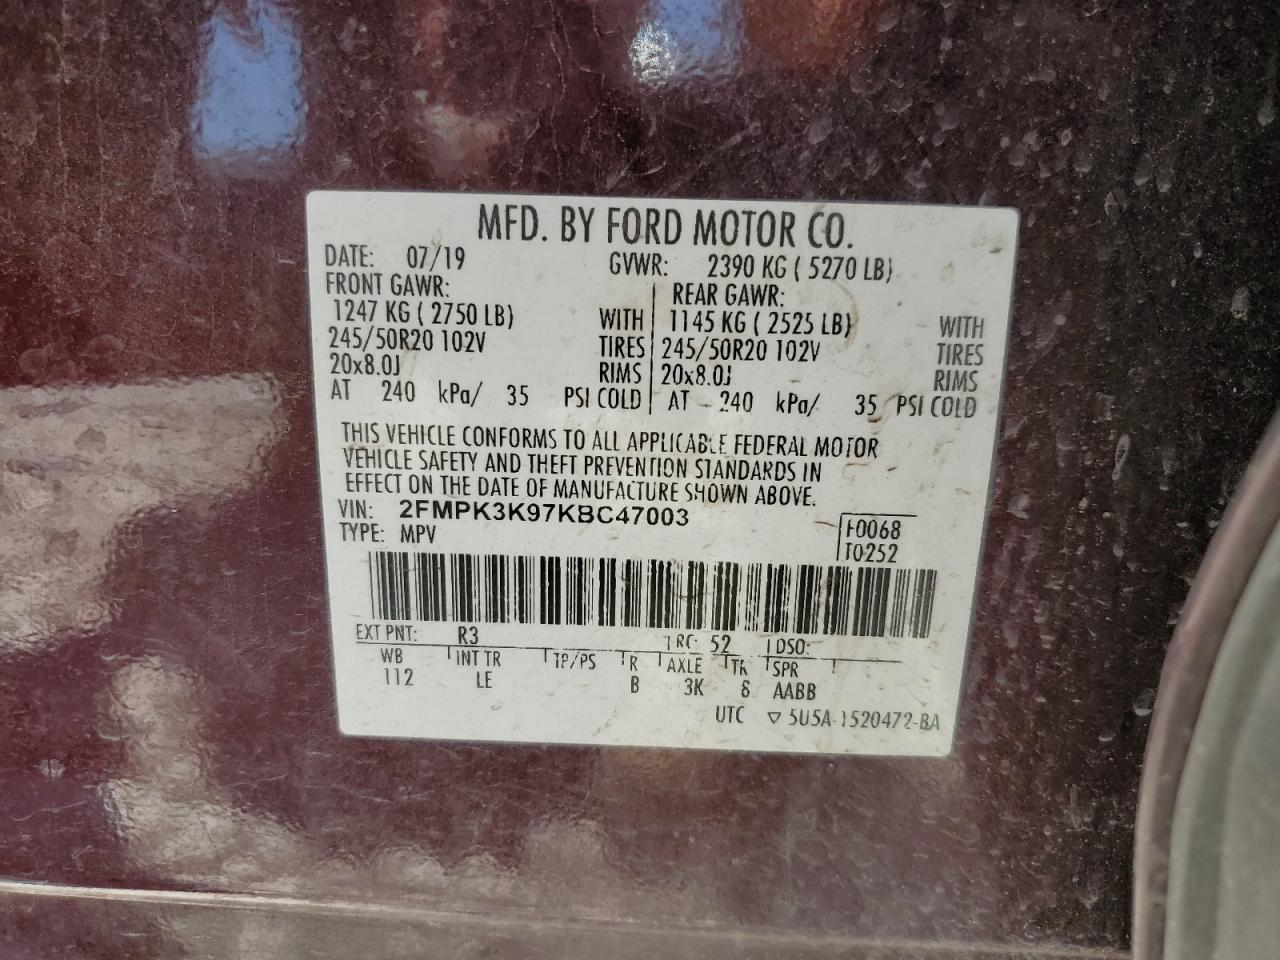 MFD. BY FORD MOTOR CO.
DATE: 07/19 GVWR: 2390 KG ( 5270 LB)
FRONT GAWR: REAR GAWR:
1247 KG ( 2750 LB) WITH 1145 KG ( 2525 LB) WITH
245/50R20 102V TIRES 245/50R20 102V TIRES
20x8.0J RIMS 20x8.0J RIMS
AT 240 kPa/ 35 PSI COLD AT 240 kPa/ 35 PSI COLD
THIS VEHICLE CONFORMS TO ALL APPLICABLE FEDERAL MOTOR
VEHICLE SAFETY AND THEFT PREVENTION STANDARDS IN
EFFECT ON THE DATE OF MANUFACTURE SHOWN ABOVE.
VIN: 2FMPK3K97KBC47003 F0068
TYPE: MPV T0252
EXT PNT: R3 RC: 52 DSO:
WB INT TR TP/PS R AXLE TR SPR
112 LE B 3K 8 AABB
UTC ▽ 5U5A-1520472-BA